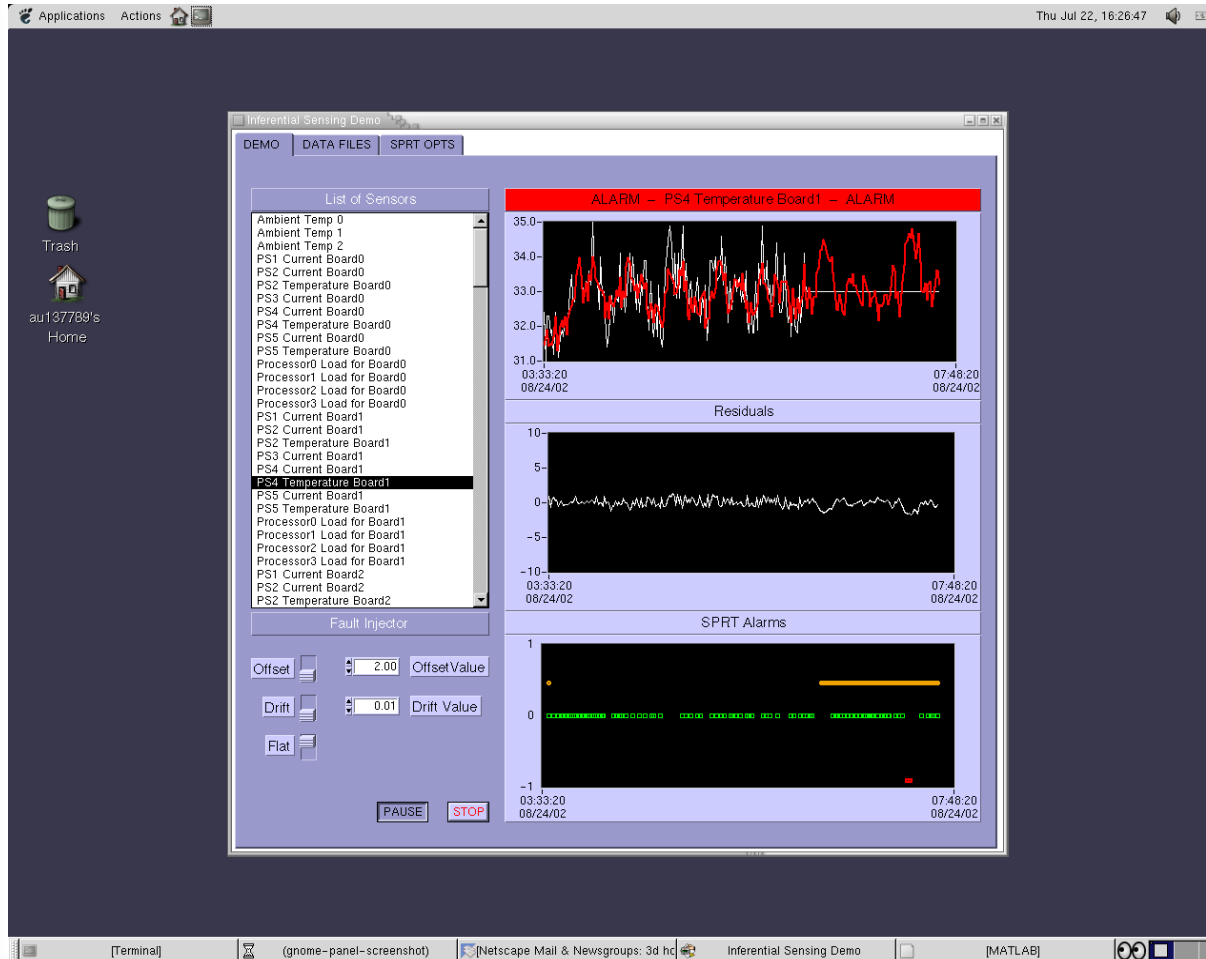 Applications Actions
Thu Jul 22, 16:26:47
Trash
au137789's
Home
Inferential Sensing Demo
DEMO DATA FILES SPRT OPTS
List of Sensors
Ambient Temp 0
Ambient Temp 1
Ambient Temp 2
PS1 Current Board0
PS2 Current Board0
PS2 Temperature Board0
PS3 Current Board0
PS4 Current Board0
PS4 Temperature Board0
PS5 Current Board0
PS5 Temperature Board0
Processor0 Load for Board0
Processor1 Load for Board0
Processor2 Load for Board0
Processor3 Load for Board0
PS1 Current Board1
PS2 Current Board1
PS2 Temperature Board1
PS3 Current Board1
PS4 Current Board1
PS4 Temperature Board1
PS5 Current Board1
PS5 Temperature Board1
Processor0 Load for Board1
Processor1 Load for Board1
Processor2 Load for Board1
Processor3 Load for Board1
PS1 Current Board2
PS2 Current Board2
PS2 Temperature Board2
Fault Injector
Offset 2.00 OffsetValue
Drift 0.01 Drift Value
Flat
PAUSE STOP
ALARM – PS4 Temperature Board1 – ALARM
35.0-
34.0-
33.0-
32.0-
31.0-
03:33:20 07:48:20
08/24/02 08/24/02
Residuals
10-
5-
0-
-5-
-10-
03:33:20 07:48:20
08/24/02 08/24/02
SPRT Alarms
1
0
-1
03:33:20 07:48:20
08/24/02 08/24/02
[Terminal] (gnome-panel-screenshot) [Netscape Mail & Newsgroups: 3d hc Inferential Sensing Demo [MATLAB]